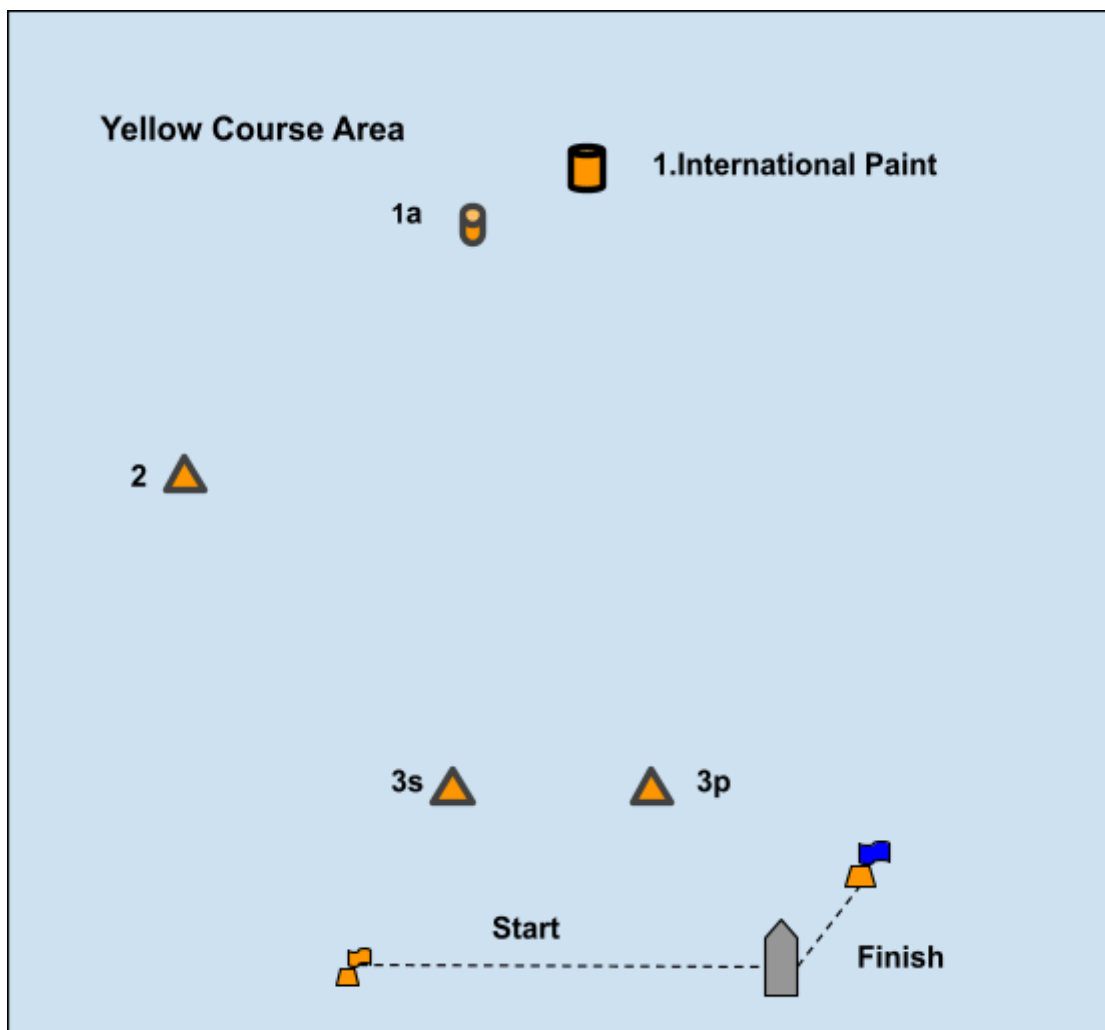 Yellow Course Area
1.International Paint
1a
2
3s
3p
Start
Finish